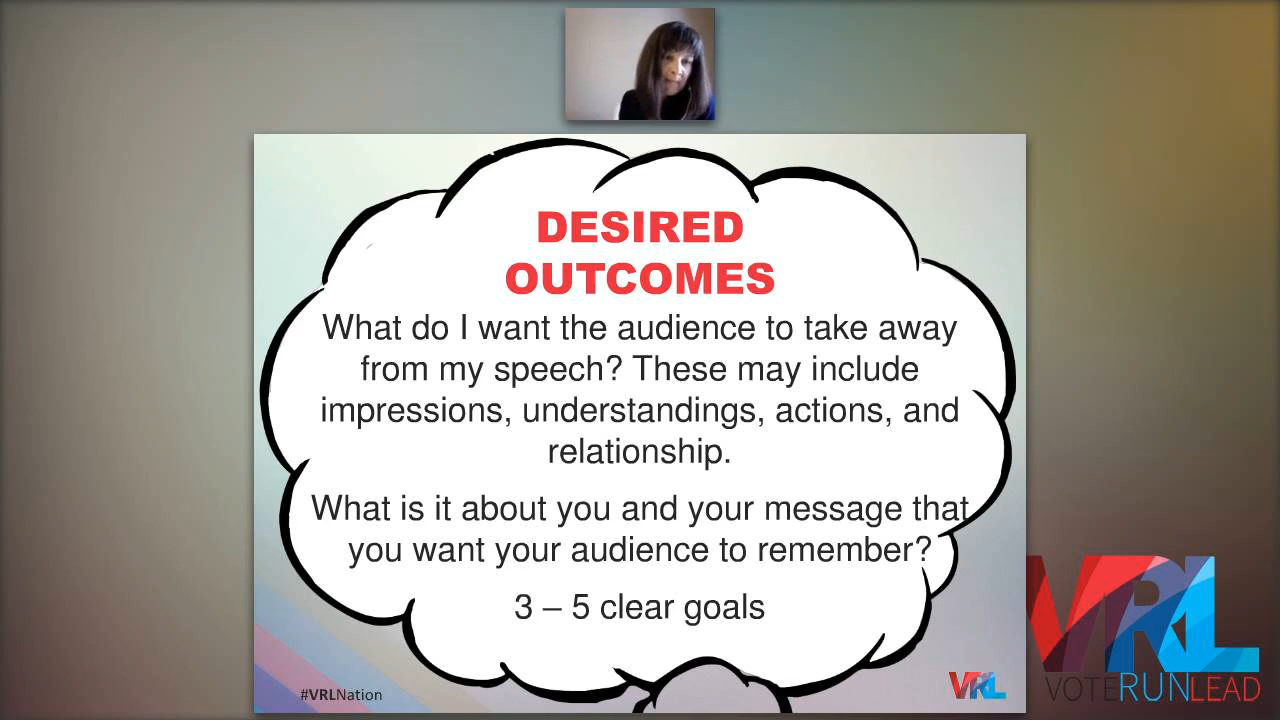 DESIRED
OUTCOMES
What do I want the audience to take away
from my speech? These may include
impressions, understandings, actions, and
relationship.
What is it about you and your message that
you want your audience to remember?
3 – 5 clear goals
#VRLNation
VRL
VRL
VOTERUNLEAD